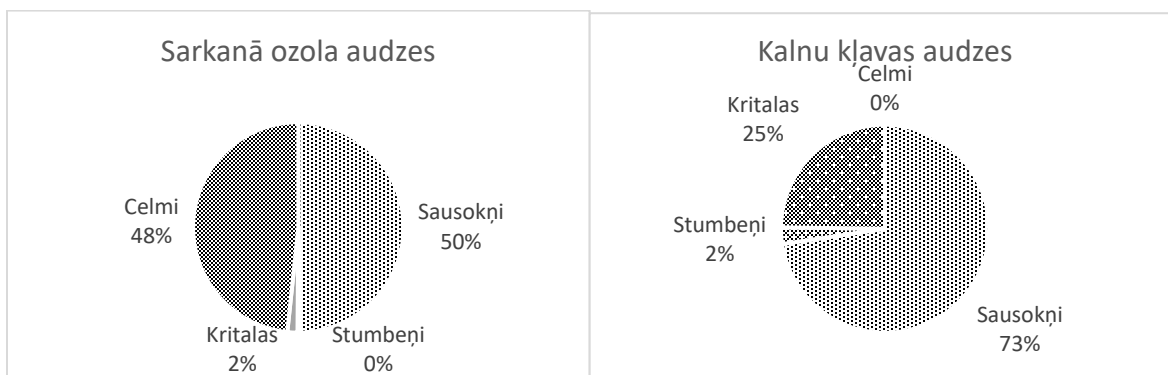 Sarkanā ozola audzes
Celmi
48%
Sausokņi
50%
Kritalas
2%
Stumbeņi
0%
Kalnu kļavas audzes
Celmi
0%
Kritalas
25%
Stumbeņi
2%
Sausokņi
73%